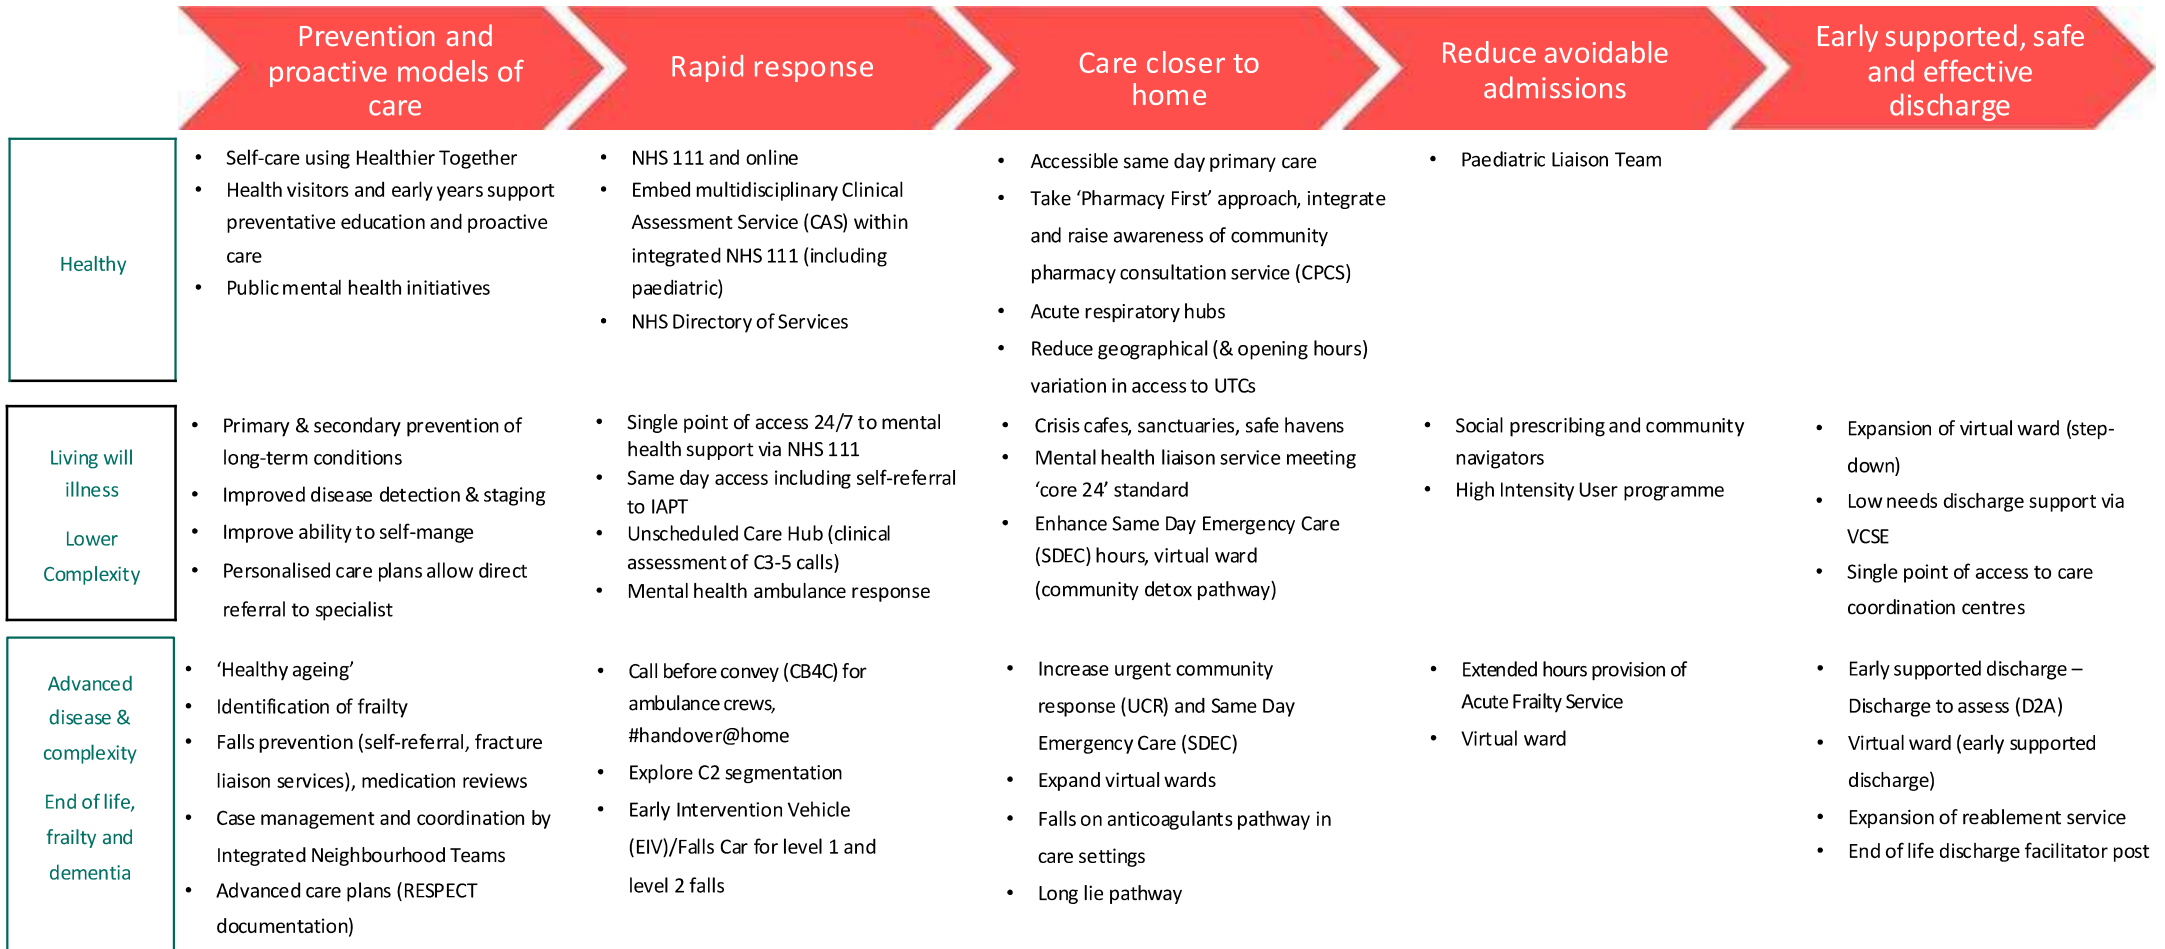 Prevention and
proactive models of
care
Rapid response
Care closer to
home
Reduce avoidable
admissions
Early supported, safe
and effective
discharge
Healthy
• Self-care using Healthier Together
• Health visitors and early years support
preventative education and proactive
care
• Public mental health initiatives
• NHS 111 and online
• Embed multidisciplinary Clinical
Assessment Service (CAS) within
integrated NHS 111 (including
paediatric)
• NHS Directory of Services
• Accessible same day primary care
• Take ‘Pharmacy First’ approach, integrate
and raise awareness of community
pharmacy consultation service (CPCS)
• Acute respiratory hubs
• Reduce geographical (& opening hours)
variation in access to UTCs
• Paediatric Liaison Team
Living will
illness
Lower
Complexity
• Primary & secondary prevention of
long-term conditions
• Improved disease detection & staging
• Improve ability to self-mange
• Personalised care plans allow direct
referral to specialist
• Single point of access 24/7 to mental
health support via NHS 111
• Same day access including self-referral
to IAPT
• Unscheduled Care Hub (clinical
assessment of C3-5 calls)
• Mental health ambulance response
• Crisis cafes, sanctuaries, safe havens
• Mental health liaison service meeting
‘core 24’ standard
• Enhance Same Day Emergency Care
(SDEC) hours, virtual ward
(community detox pathway)
• Social prescribing and community
navigators
• High Intensity User programme
• Expansion of virtual ward (step-
down)
• Low needs discharge support via
VCSE
• Single point of access to care
coordination centres
Advanced
disease &
complexity
End of life,
frailty and
dementia
• ‘Healthy ageing’
• Identification of frailty
• Falls prevention (self-referral, fracture
liaison services), medication reviews
• Case management and coordination by
Integrated Neighbourhood Teams
• Advanced care plans (RESPECT
documentation)
• Call before convey (CB4C) for
ambulance crews,
#handover@home
• Explore C2 segmentation
• Early Intervention Vehicle
(EIV)/Falls Car for level 1 and
level 2 falls
• Increase urgent community
response (UCR) and Same Day
Emergency Care (SDEC)
• Expand virtual wards
• Falls on anticoagulants pathway in
care settings
• Long lie pathway
• Extended hours provision of
Acute Frailty Service
• Virtual ward
• Early supported discharge –
Discharge to assess (D2A)
• Virtual ward (early supported
discharge)
• Expansion of reablement service
• End of life discharge facilitator post